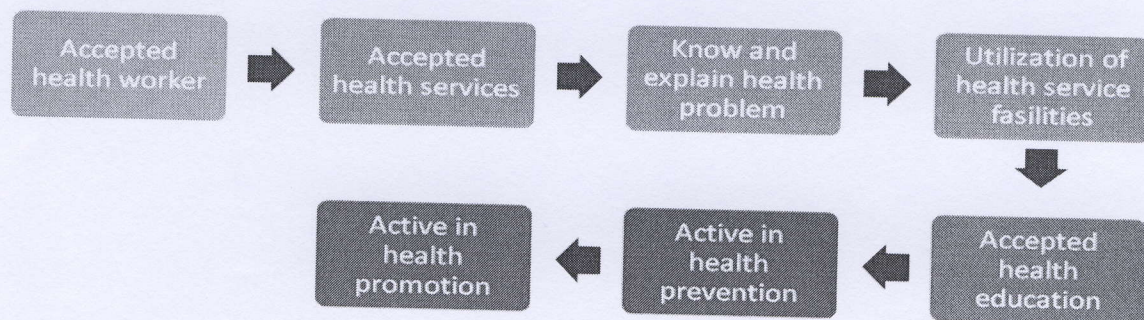 Accepted
health worker
Accepted
health services
Know and
explain health
problem
Utilization of
health service
fasilities
Accepted
health
education
Active in
health
prevention
Active in
health
promotion